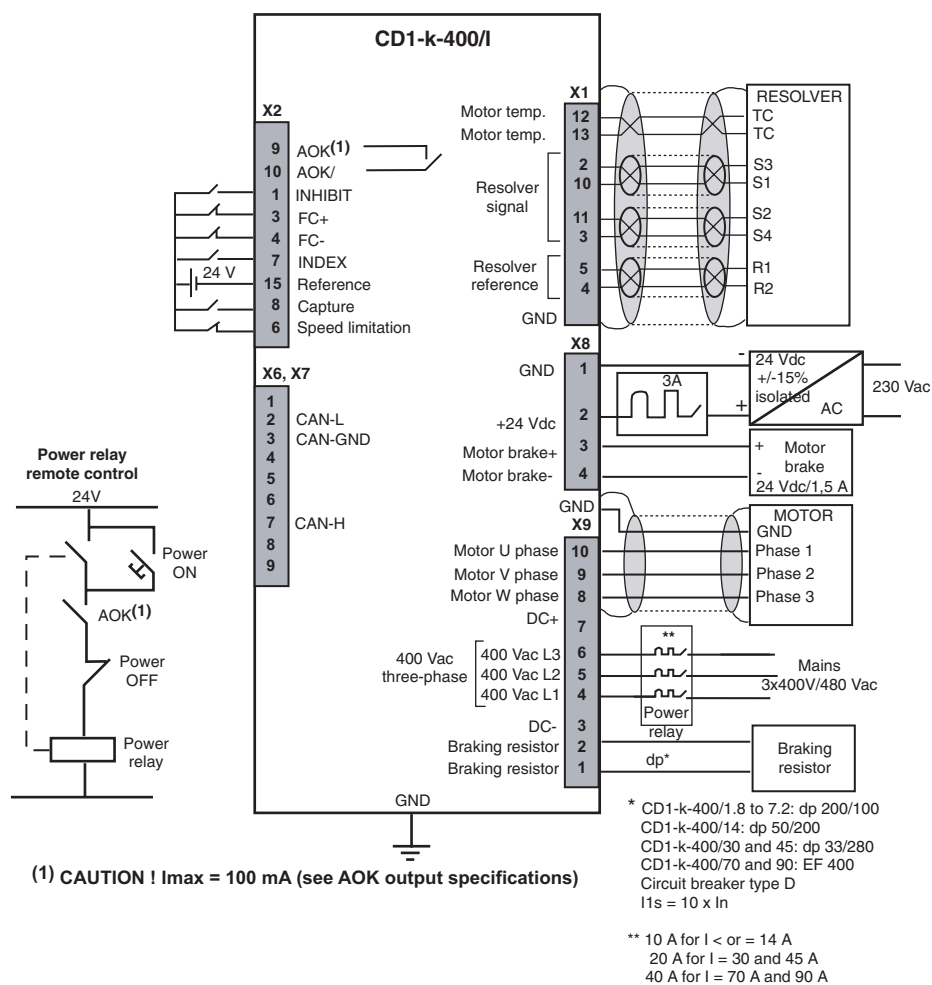 CD1-k-400/I
X2
9 AOK(1)
10 AOK/
1 INHIBIT
3 FC+
4 FC-
7 INDEX
24 V
15 Reference
8 Capture
6 Speed limitation
X6, X7
1
2 CAN-L
3 CAN-GND
4
5
6
7 CAN-H
8
9
Power relay
remote control
24V
Power
ON
AOK(1)
Power
OFF
Power
relay
X1
Motor temp. 12
Motor temp. 13
Resolver
signal
2
10
11
3
Resolver
reference
5
4
GND
RESOLVER
TC
TC
S3
S1
S2
S4
R1
R2
X8
GND 1
+24 Vdc 2
Motor brake+ 3
Motor brake- 4
3A
-
+
24 Vdc
+/-15%
isolated
AC
230 Vac
+ Motor
brake
-
24 Vdc/1,5 A
GND
X9
Motor U phase 10
Motor V phase 9
Motor W phase 8
DC+ 7
400 Vac
three-phase
400 Vac L3 6
400 Vac L2 5
400 Vac L1 4
DC- 3
Braking resistor 2
Braking resistor 1
MOTOR
GND
Phase 1
Phase 2
Phase 3
**
Power
relay
Mains
3x400V/480 Vac
dp*
Braking
resistor
GND
(1) CAUTION ! Imax = 100 mA (see AOK output specifications)
* CD1-k-400/1.8 to 7.2: dp 200/100
CD1-k-400/14: dp 50/200
CD1-k-400/30 and 45: dp 33/280
CD1-k-400/70 and 90: EF 400
Circuit breaker type D
I1s = 10 x In
** 10 A for I < or = 14 A
20 A for I = 30 and 45 A
40 A for I = 70 A and 90 A